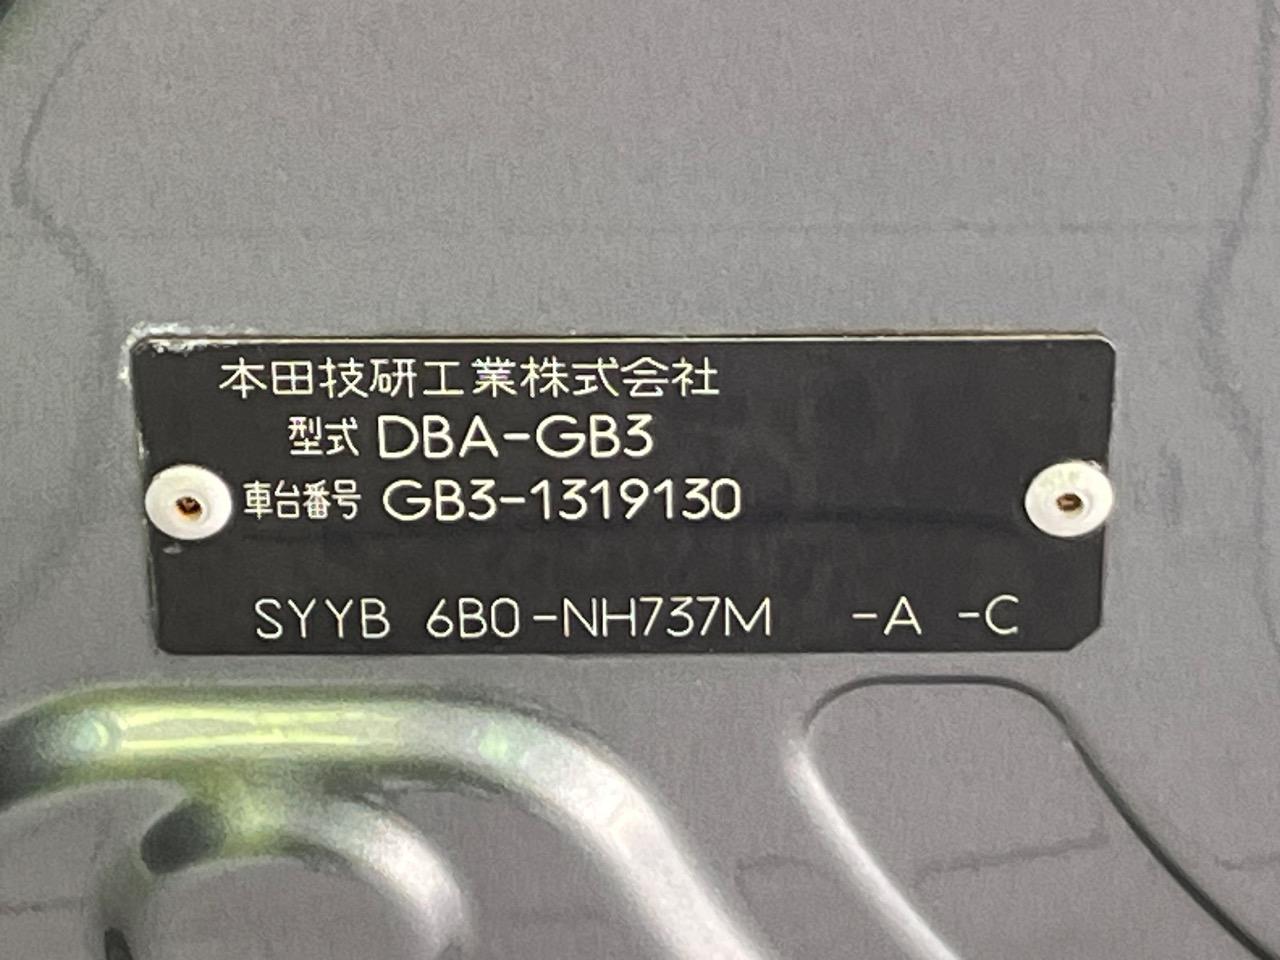 本田技研工業株式会社
型式 DBA-GB3
車台番号 GB3-1319130
SYYB 6B0-NH737M -A -C